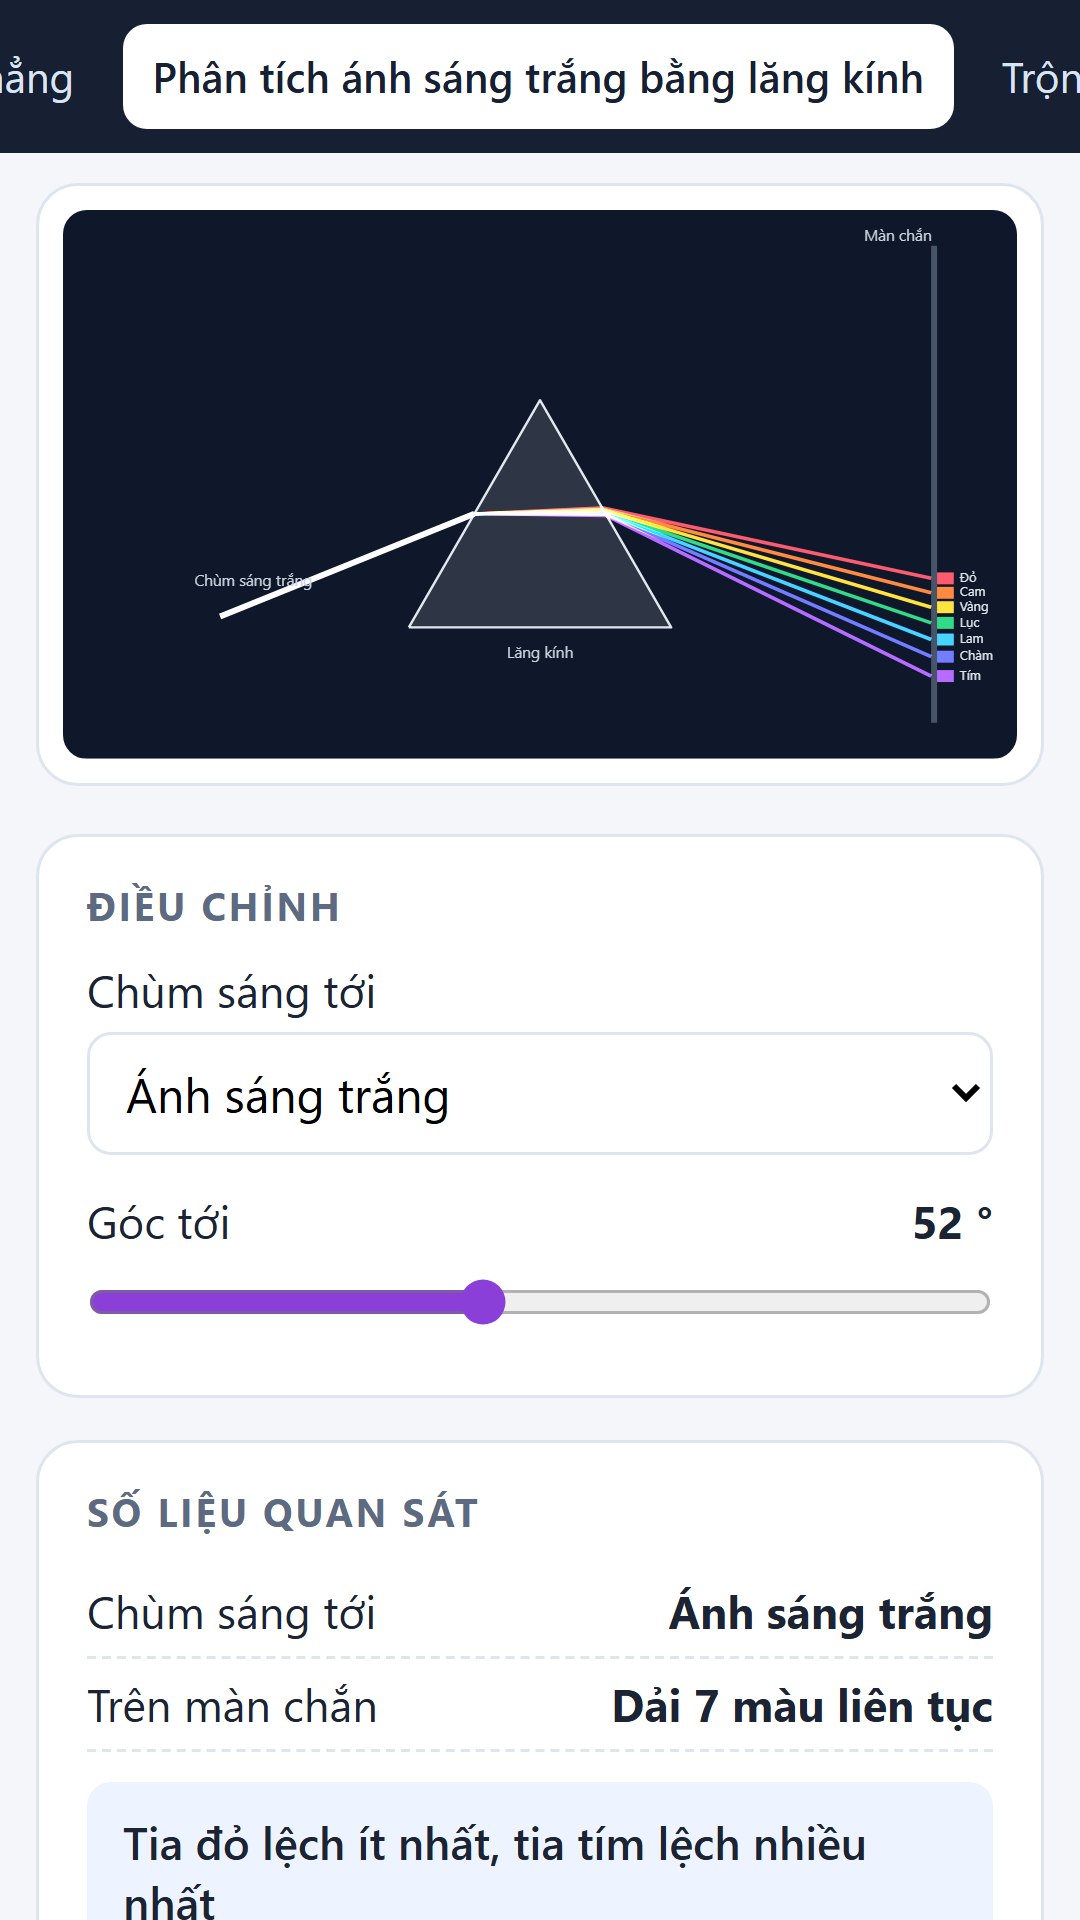 Phân tích ánh sáng trắng bằng lăng kính
Màn chắn
Chùm sáng trắng
Lăng kính
Đỏ
Cam
Vàng
Lục
Lam
Chàm
Tím
ĐIỀU CHỈNH
Chùm sáng tới
Ánh sáng trắng
Góc tới 52 °
SỐ LIỆU QUAN SÁT
Chùm sáng tới Ánh sáng trắng
Trên màn chắn Dải 7 màu liên tục
Tia đỏ lệch ít nhất, tia tím lệch nhiều
nhất